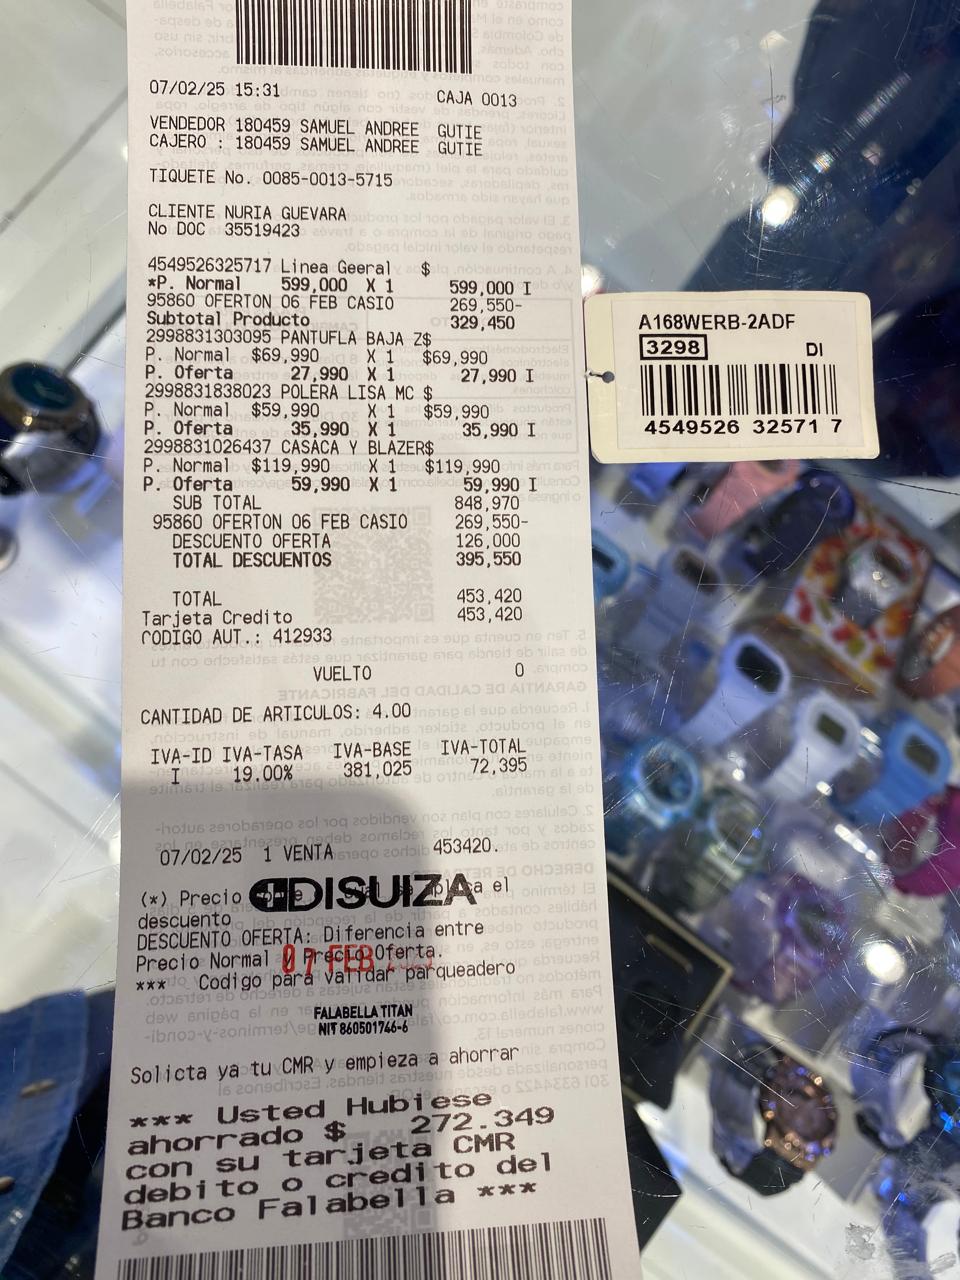 07/02/25 15:31 CAJA 0013
VENDEDOR 180459 SAMUEL ANDREE GUTIE
CAJERO : 180459 SAMUEL ANDREE GUTIE
TIQUETE No. 0085-0013-5715
CLIENTE NURIA GUEVARA
No DOC 35519423
4549526325717 Linea Geeral $
*P. Normal 599,000 X 1 599,000 I
95860 OFERTON 06 FEB CASIO 269,550-
Subtotal Producto 329,450
2998831303095 PANTUFLA BAJA Z$
P. Normal $69,990 X 1 $69,990
P. Oferta 27,990 X 1 27,990 I
2998831838023 POLERA LISA MC $
P. Normal $59,990 X 1 $59,990
P. Oferta 35,990 X 1 35,990 I
2998831026437 CASACA Y BLAZER$
P. Normal $119,990 X 1 $119,990
P. Oferta 59,990 X 1 59,990 I
SUB TOTAL 848,970
95860 OFERTON 06 FEB CASIO 269,550-
DESCUENTO OFERTA 126,000
TOTAL DESCUENTOS 395,550
TOTAL 453,420
Tarjeta Credito 453,420
CODIGO AUT.: 412933
VUELTO 0
CANTIDAD DE ARTICULOS: 4.00
IVA-ID IVA-TASA IVA-BASE IVA-TOTAL
I 19.00% 381,025 72,395
07/02/25 1 VENTA 453420.
(*) Precio el
DISUIZA
descuento
DESCUENTO OFERTA: Diferencia entre
Precio Normal y Precio Oferta.
07 FEB
*** Codigo para validar parqueadero
FALABELLA TITAN
NIT 860501746-6
Solicta ya tu CMR y empieza a ahorrar
*** Usted Hubiese
ahorrado $ 272.349
con su tarjeta CMR
debito o credito del
Banco Falabella ***
A168WERB-2ADF
3298 DI
4549526 32571 7